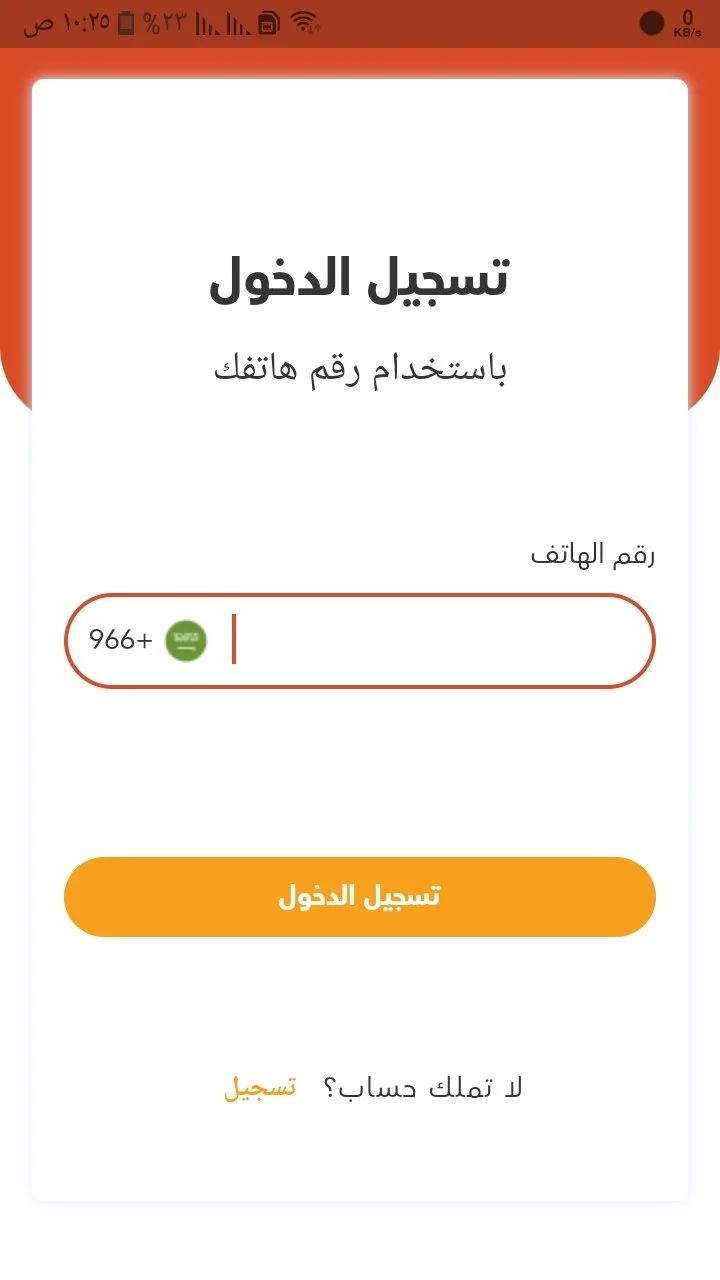 ١٠:٢٥ ص ٢٣%
0
KB/s
تسجيل الدخول
باستخدام رقم هاتفك
رقم الهاتف
966+
تسجيل الدخول
لا تملك حساب؟ تسجيل